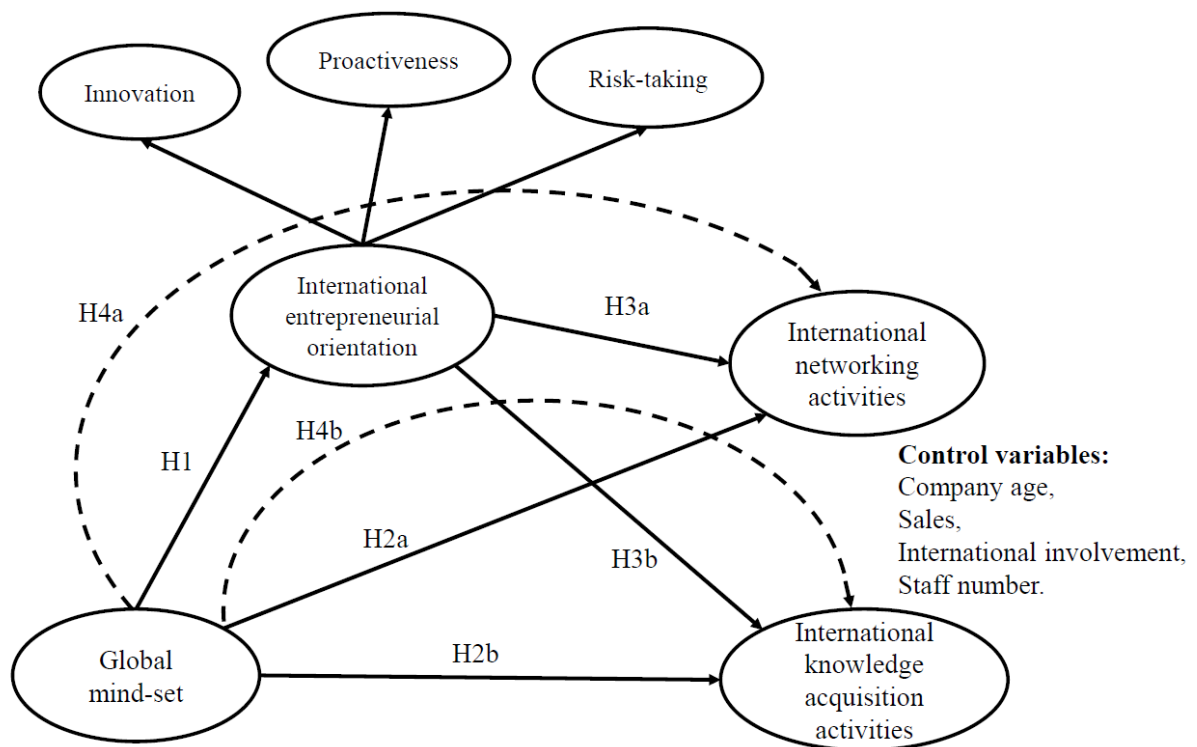 Proactiveness
Risk-taking
Innovation
International
entrepreneurial
orientation
H4a
H3a
International
networking
activities
H4b
H1
Control variables:
Company age,
Sales,
International involvement,
Staff number.
H2a
H3b
Global
mind-set
H2b
International
knowledge
acquisition
activities